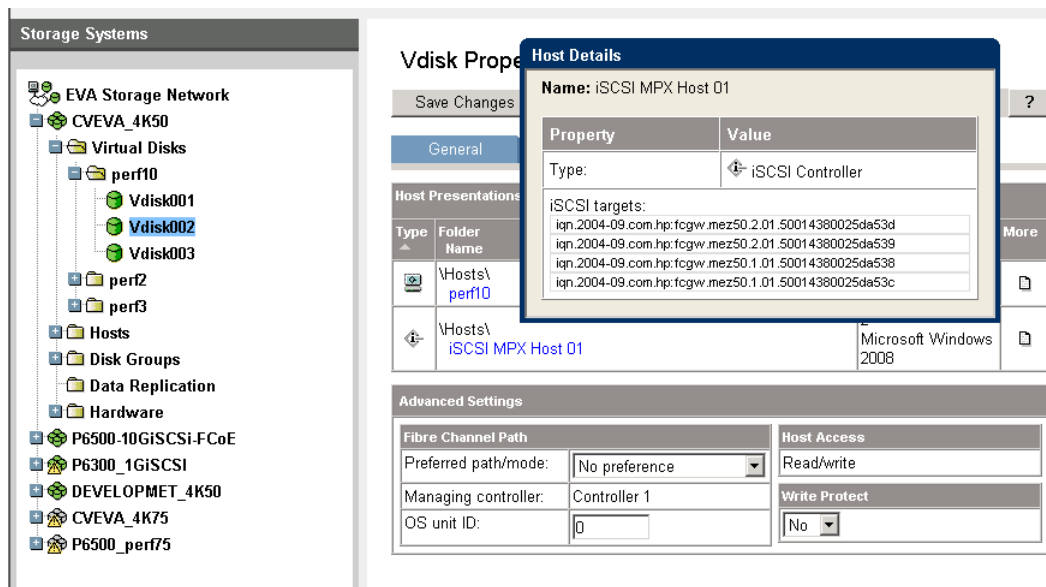 Storage Systems
EVA Storage Network
CVEVA_4K50
Virtual Disks
perf10
Vdisk001
Vdisk002
Vdisk003
perf2
perf3
Hosts
Disk Groups
Data Replication
Hardware
P6500-10GiSCSi-FCoE
P6300_1GiSCSI
DEVELOPMET_4K50
CVEVA_4K75
P6500_perf75
Vdisk Prope
Save Changes
?
General
Host Presentations
Type Folder Name More
\Hosts\
perf10
\Hosts\
iSCSI MPX Host 01
Microsoft Windows
2008
Host Details
Name: iSCSI MPX Host 01
Property Value
Type: iSCSI Controller
iSCSI targets:
iqn.2004-09.com.hp:fcgw.mez50.2.01.50014380025da53d
iqn.2004-09.com.hp:fcgw.mez50.2.01.50014380025da539
iqn.2004-09.com.hp:fcgw.mez50.1.01.50014380025da538
iqn.2004-09.com.hp:fcgw.mez50.1.01.50014380025da53c
Advanced Settings
Fibre Channel Path
Preferred path/mode: No preference
Managing controller: Controller 1
OS unit ID: 0
Host Access
Read/write
Write Protect
No